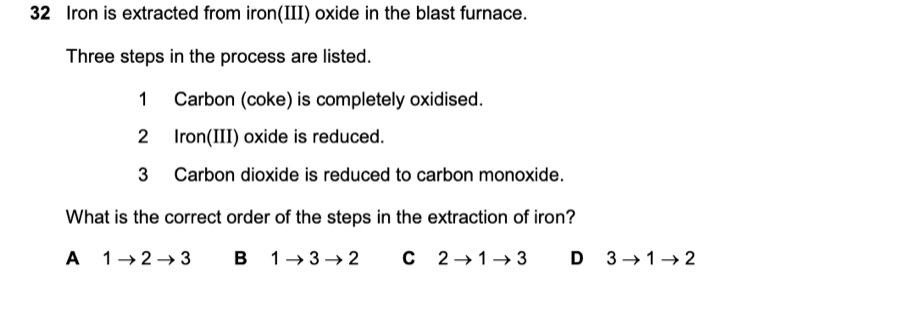 32 Iron is extracted from iron(III) oxide in the blast furnace.
Three steps in the process are listed.
1 Carbon (coke) is completely oxidised.
2 Iron(III) oxide is reduced.
3 Carbon dioxide is reduced to carbon monoxide.
What is the correct order of the steps in the extraction of iron?
A 1 → 2 → 3 B 1 → 3 → 2 C 2 → 1 → 3 D 3 → 1 → 2